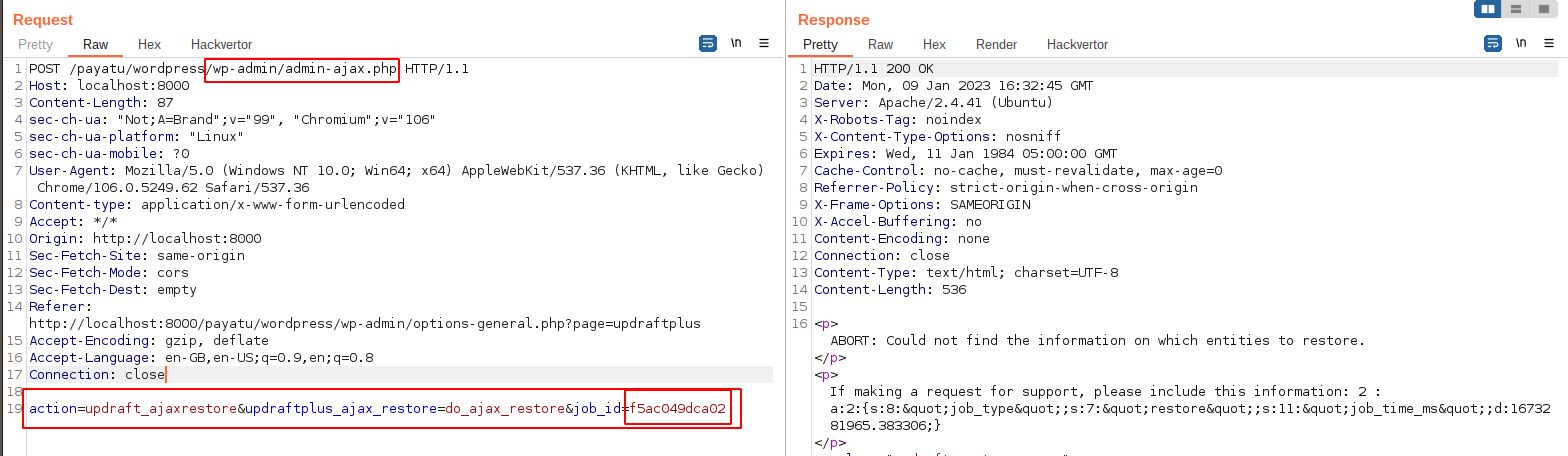 Request
Pretty Raw Hex Hackvertor
\n
1 POST /payatu/wordpress/wp-admin/admin-ajax.php HTTP/1.1
2 Host: localhost:8000
3 Content-Length: 87
4 sec-ch-ua: "Not;A=Brand";v="99", "Chromium";v="106"
5 sec-ch-ua-platform: "Linux"
6 sec-ch-ua-mobile: ?0
7 User-Agent: Mozilla/5.0 (Windows NT 10.0; Win64; x64) AppleWebKit/537.36 (KHTML, like Gecko)
Chrome/106.0.5249.62 Safari/537.36
8 Content-type: application/x-www-form-urlencoded
9 Accept: */*
10 Origin: http://localhost:8000
11 Sec-Fetch-Site: same-origin
12 Sec-Fetch-Mode: cors
13 Sec-Fetch-Dest: empty
14 Referer:
http://localhost:8000/payatu/wordpress/wp-admin/options-general.php?page=updraftplus
15 Accept-Encoding: gzip, deflate
16 Accept-Language: en-GB,en-US;q=0.9,en;q=0.8
17 Connection: close
18
19 action=updraft_ajaxrestore&updraftplus_ajax_restore=do_ajax_restore&job_id=f5ac049dca02
Response
Pretty Raw Hex Render Hackvertor
\n
1 HTTP/1.1 200 OK
2 Date: Mon, 09 Jan 2023 16:32:45 GMT
3 Server: Apache/2.4.41 (Ubuntu)
4 X-Robots-Tag: noindex
5 X-Content-Type-Options: nosniff
6 Expires: Wed, 11 Jan 1984 05:00:00 GMT
7 Cache-Control: no-cache, must-revalidate, max-age=0
8 Referrer-Policy: strict-origin-when-cross-origin
9 X-Frame-Options: SAMEORIGIN
10 X-Accel-Buffering: no
11 Content-Encoding: none
12 Connection: close
13 Content-Type: text/html; charset=UTF-8
14 Content-Length: 536
15
16 <p>
ABORT: Could not find the information on which entities to restore.
</p>
<p>
If making a request for support, please include this information: 2 :
a:2:{s:8:&quot;job_type&quot;;s:7:&quot;restore&quot;;s:11:&quot;job_time_ms&quot;;d:16732
81965.383306;}
</p>